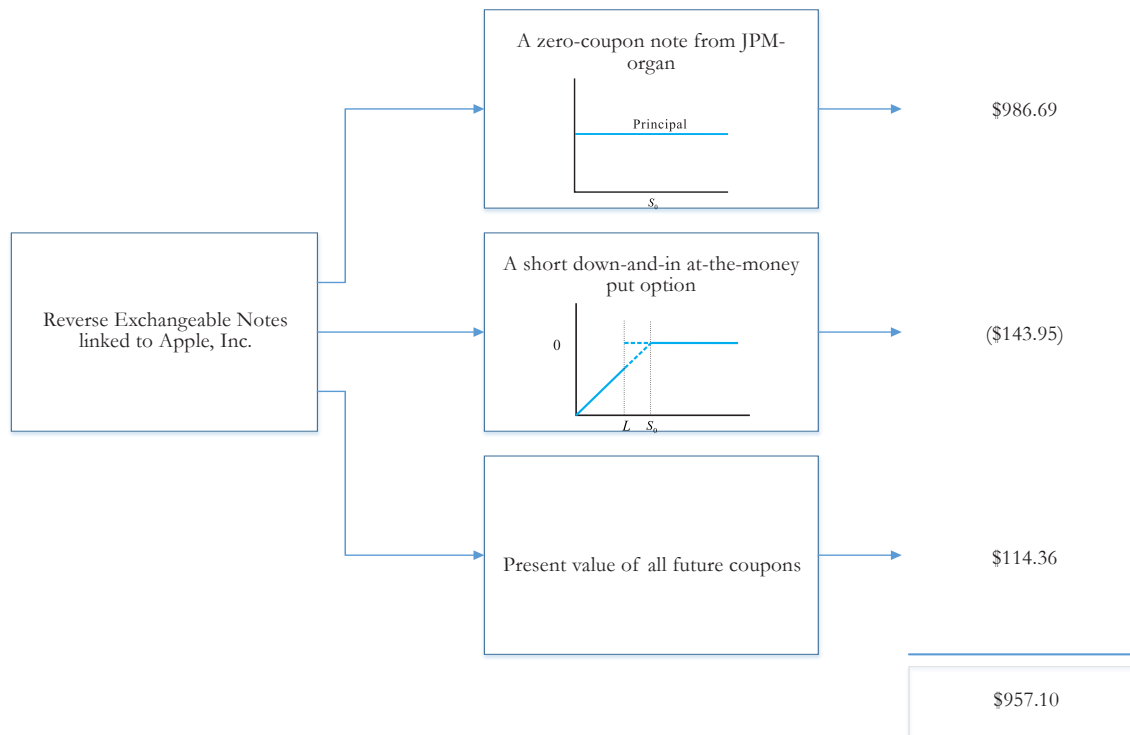 A zero-coupon note from JPM-
organ
Principal
S₀
$986.69
Reverse Exchangeable Notes
linked to Apple, Inc.
A short down-and-in at-the-money
put option
0
L S₀
($143.95)
Present value of all future coupons
$114.36
$957.10